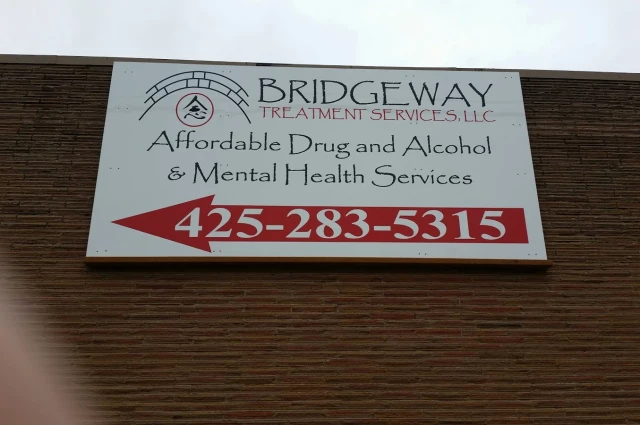 BRIDGEWAY
TREATMENT SERVICES, LLC
Affordable Drug and Alcohol
& Mental Health Services
425-283-5315